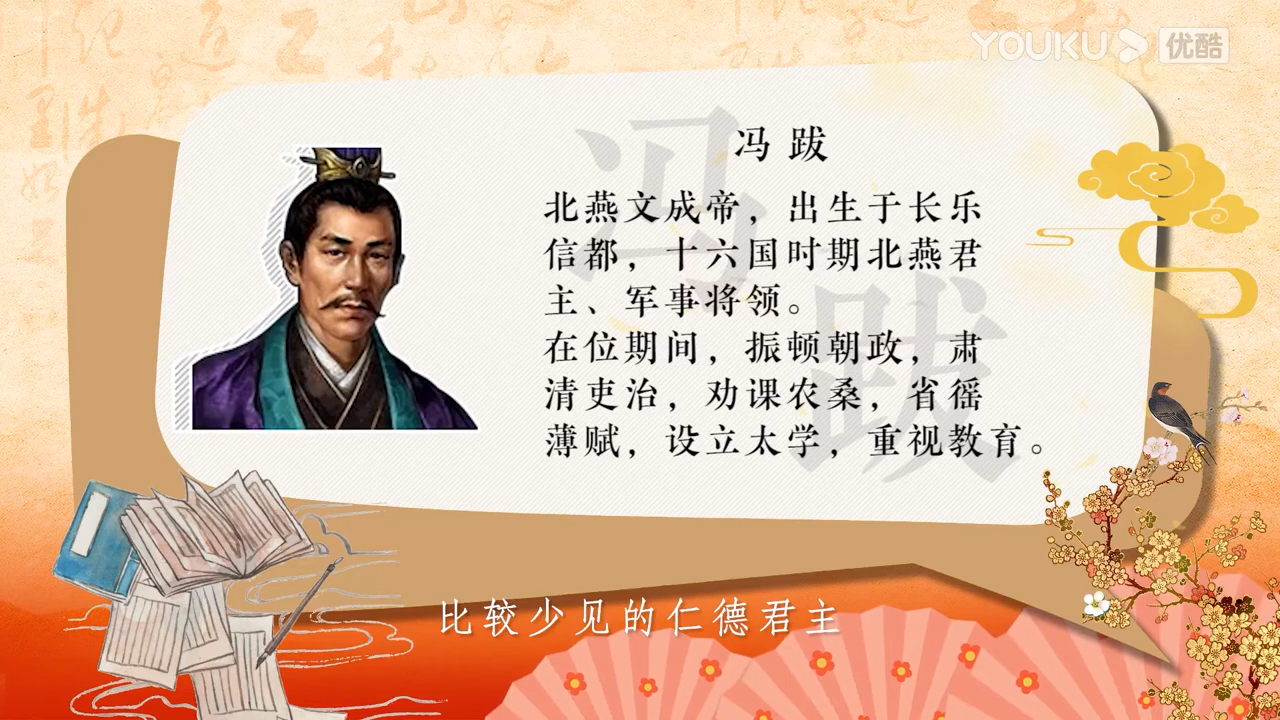 YOUKU 优酷
冯跋
北燕文成帝，出生于长乐
信都，十六国时期北燕君
主、军事将领。
在位期间，振顿朝政，肃
清吏治，劝课农桑，省徭
薄赋，设立太学，重视教育。
比较少见的仁德君主